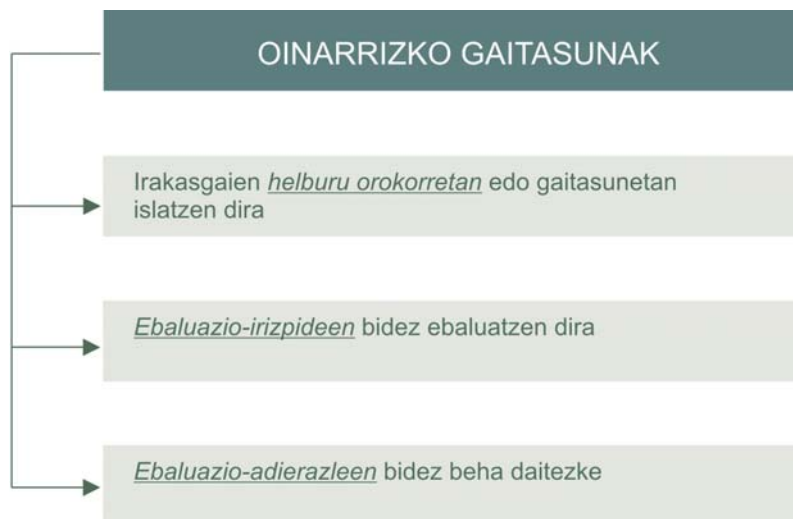 OINARRIZKO GAITASUNAK
Irakasgaien helburu orokorretan edo gaitasunetan
islatzen dira
Ebaluazio-irizpideen bidez ebaluatzen dira
Ebaluazio-adierazleen bidez beha daitezke